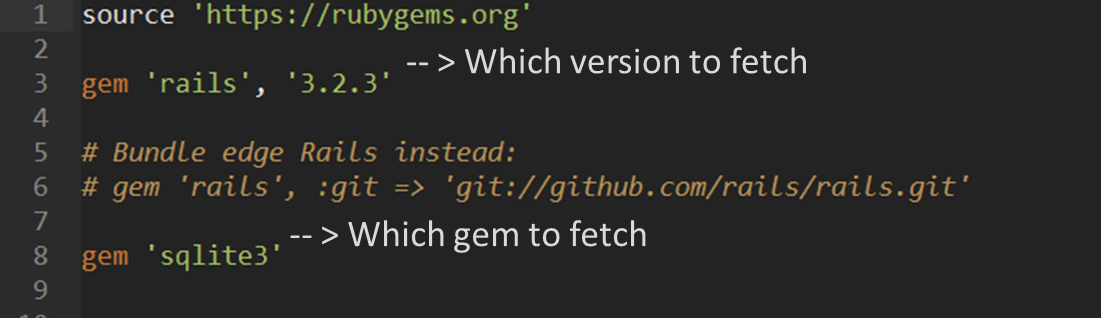 1 source 'https://rubygems.org'
2
-- > Which version to fetch
3 gem 'rails', '3.2.3'
4
5 # Bundle edge Rails instead:
6 # gem 'rails', :git => 'git://github.com/rails/rails.git'
7
-- > Which gem to fetch
8 gem 'sqlite3'
9